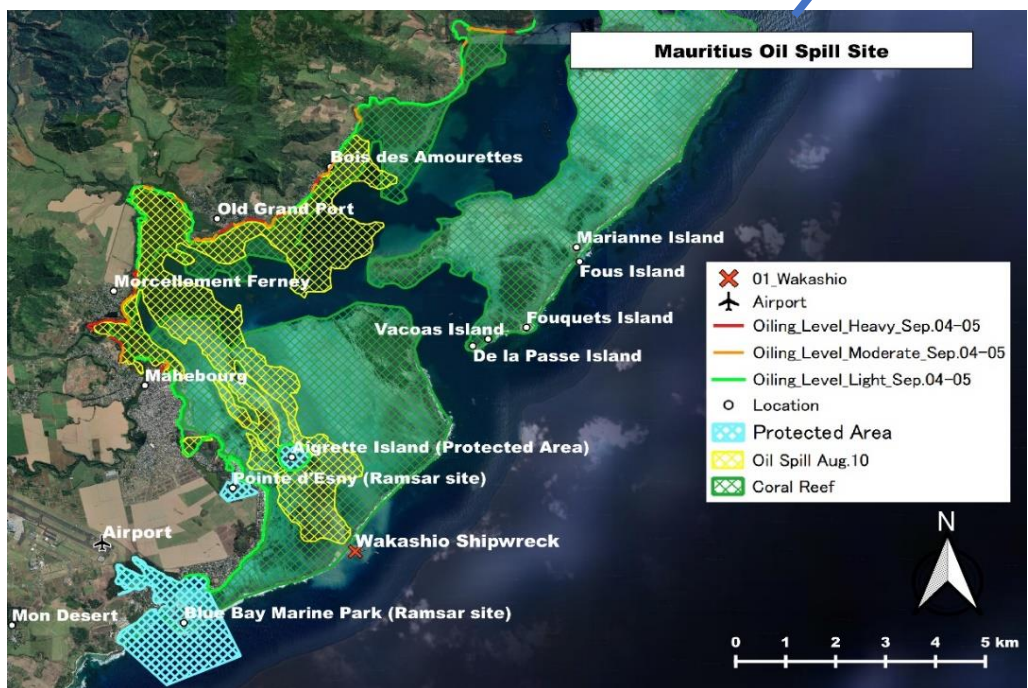 Mauritius Oil Spill Site
Bois des Amourettes
Old Grand Port
Marianne Island
Fous Island
Morcellement Ferney
Vacoas Island
Fouquets Island
De la Passe Island
Mahebourg
Aigrette Island (Protected Area)
Pointe d'Esny (Ramsar site)
Airport
Wakashio Shipwreck
Mon Desert
Blue Bay Marine Park (Ramsar site)
01_Wakashio
Airport
Oiling_Level_Heavy_Sep.04-05
Oiling_Level_Moderate_Sep.04-05
Oiling_Level_Light_Sep.04-05
Location
Protected Area
Oil Spill Aug.10
Coral Reef
N
0 1 2 3 4 5 km